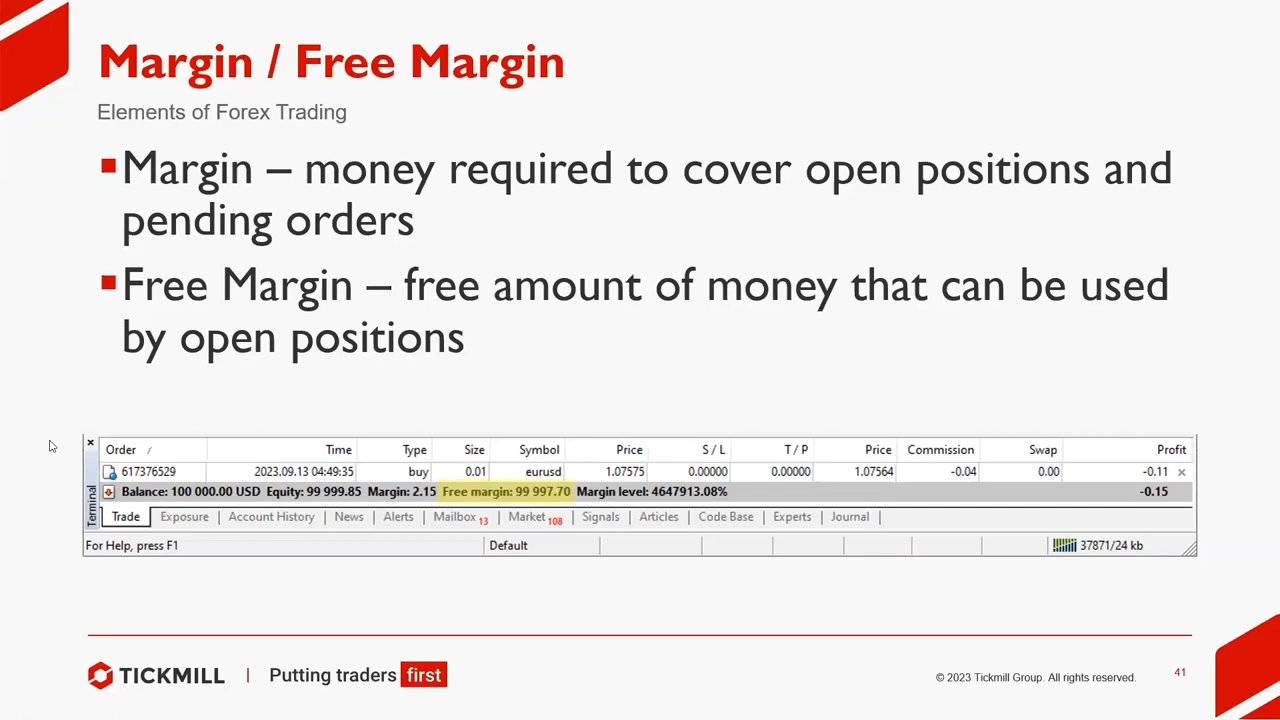 Margin / Free Margin
Elements of Forex Trading
▪Margin – money required to cover open positions and
pending orders
▪Free Margin – free amount of money that can be used
by open positions
Order / Time Type Size Symbol Price S / L T / P Price Commission Swap Profit
617376529 2023.09.13 04:49:35 buy 0.01 eurusd 1.07575 0.00000 0.00000 1.07564 -0.04 0.00 -0.11
Balance: 100 000.00 USD Equity: 99 999.85 Margin: 2.15 Free margin: 99 997.70 Margin level: 4647913.08% -0.15
Terminal
Trade Exposure Account History News Alerts Mailbox 13 Market 108 Signals Articles Code Base Experts Journal
For Help, press F1 Default 37871/24 kb
TICKMILL | Putting traders first
© 2023 Tickmill Group. All rights reserved. 41